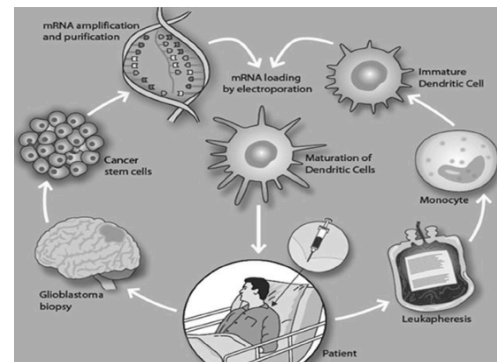 mRNA amplification
and purification
mRNA loading
by electroporation
Immature
Dendritic Cell
Cancer
stem cells
Maturation of
Dendritic Cells
Monocyte
Glioblastoma
biopsy
Leukapheresis
Patient